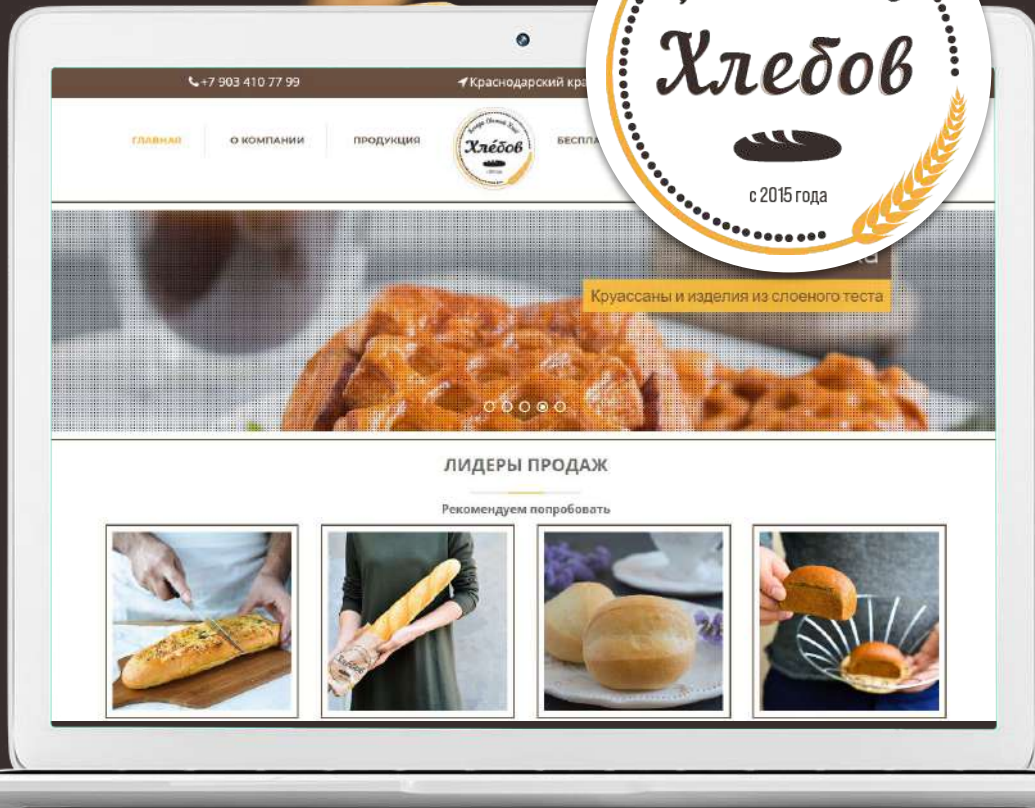 Хлебов
с 2015 года
+7 903 410 77 99
Краснодарский кра
ГЛАВНАЯ
О КОМПАНИИ
ПРОДУКЦИЯ
Хлебов
БЕСПЛА
Круассаны и изделия из слоеного теста
ЛИДЕРЫ ПРОДАЖ
Рекомендуем попробовать
Хлебов